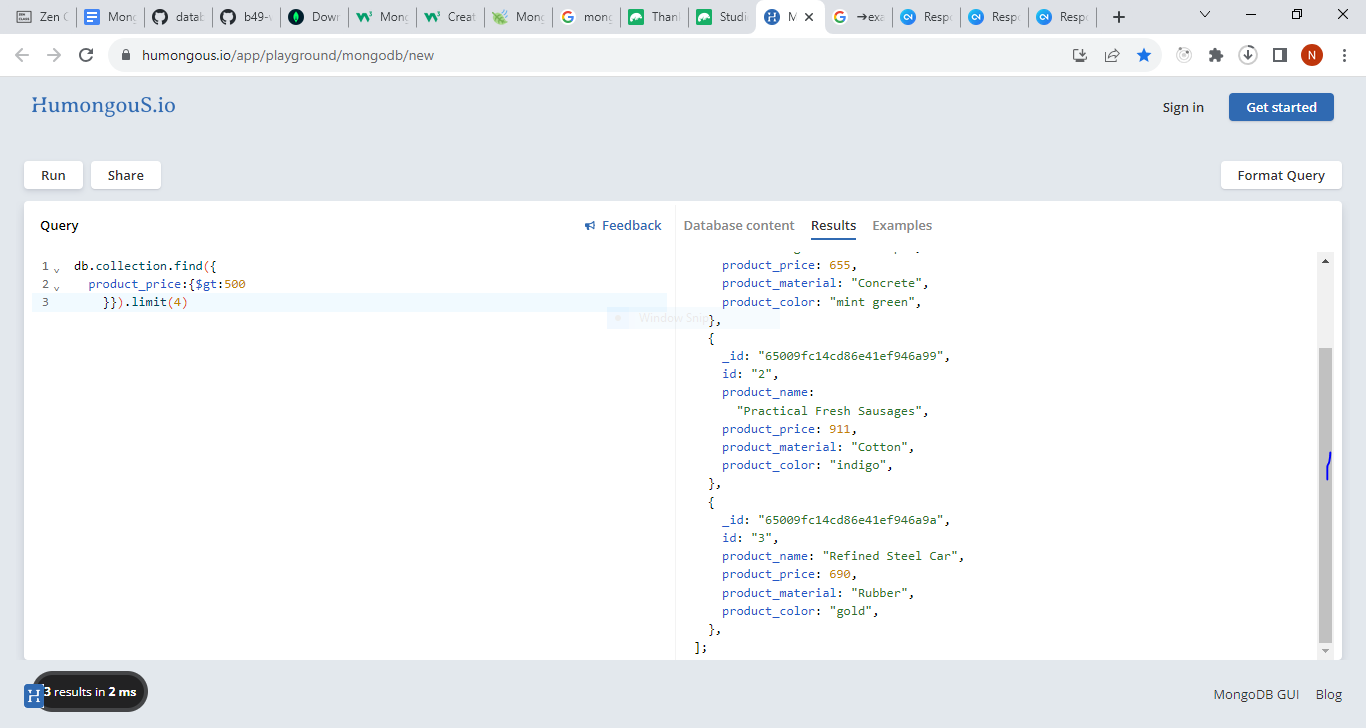 Zen C
Mong
datab
b49-w
Down
Mong
Creat
Mong
mong
Than
Studi
M
→exa
Respo
Resp
Resp
humongous.io/app/playground/mongodb/new
N
HumongouS.io
Sign in
Get started
Run
Share
Format Query
Query
Feedback
Database content
Results
Examples
1 db.collection.find({
2 product_price:{$gt:500
3 }}).limit(4)
Window Snip
product_price: 655,
product_material: "Concrete",
product_color: "mint green",
},
{
_id: "65009fc14cd86e41ef946a99",
id: "2",
product_name:
"Practical Fresh Sausages",
product_price: 911,
product_material: "Cotton",
product_color: "indigo",
},
{
_id: "65009fc14cd86e41ef946a9a",
id: "3",
product_name: "Refined Steel Car",
product_price: 690,
product_material: "Rubber",
product_color: "gold",
},
];
H
3 results in 2 ms
MongoDB GUI
Blog